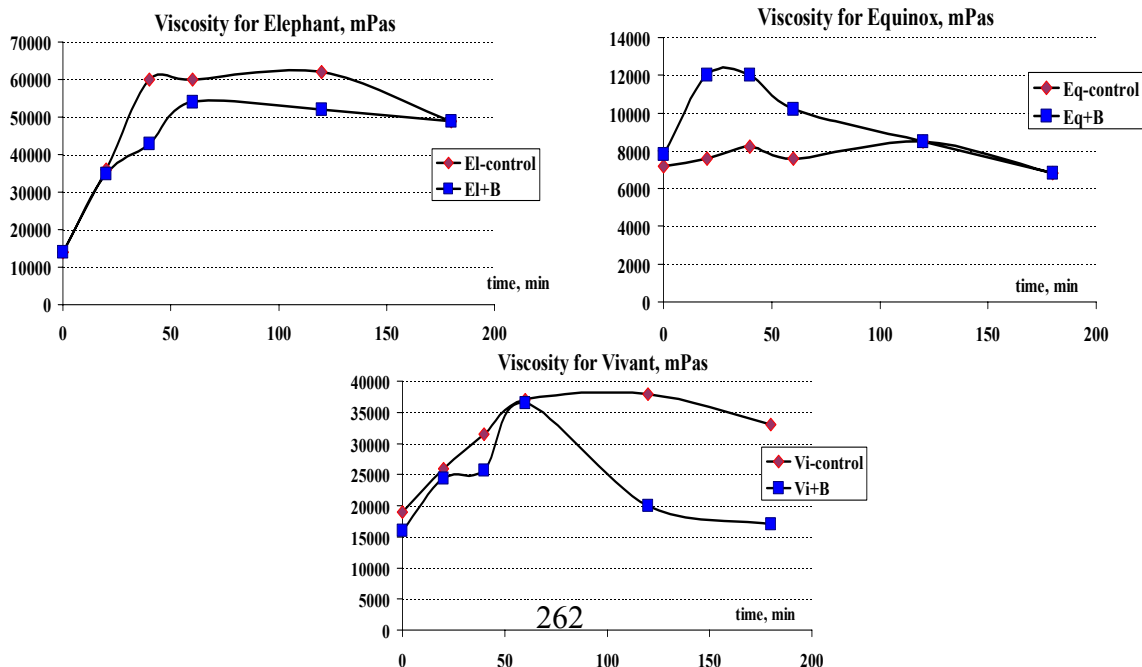 Viscosity for Elephant, mPas
70000
60000
50000
40000
30000
20000
10000
0
0 50 100 150 200
time, min
El-control
El+B
Viscosity for Equinox, mPas
14000
12000
10000
8000
6000
4000
2000
0
0 50 100 150 200
time, min
Eq-control
Eq+B
Viscosity for Vivant, mPas
40000
35000
30000
25000
20000
15000
10000
5000
0
0 50 100 150 200
time, min
Vi-control
Vi+B
262